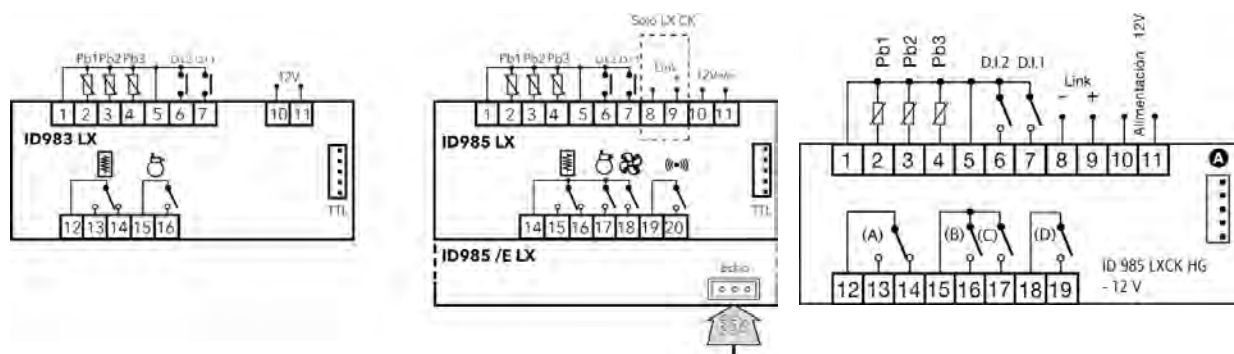 Pb1 Pb2 Pb3
12V
1 2 3 4 5 6 7 10 11
ID983 LX
TTL
12 13 14 15 16
Solo LX CK
Pb1 Pb2 Pb3
Link
1 2 3 4 5 6 7 8 9 10 11
ID985 LX
TTL
14 15 16 17 18 19 20
ID985 /E LX
Pb1
Pb2
Pb3
D.I.2 D.I.1
Link
- +
Alimentación 12V
1 2 3 4 5 6 7 8 9 10 11
A
(A) (B) (C) (D)
ID 985 LXCK HG
- 12 V
12 13 14 15 16 17 18 19